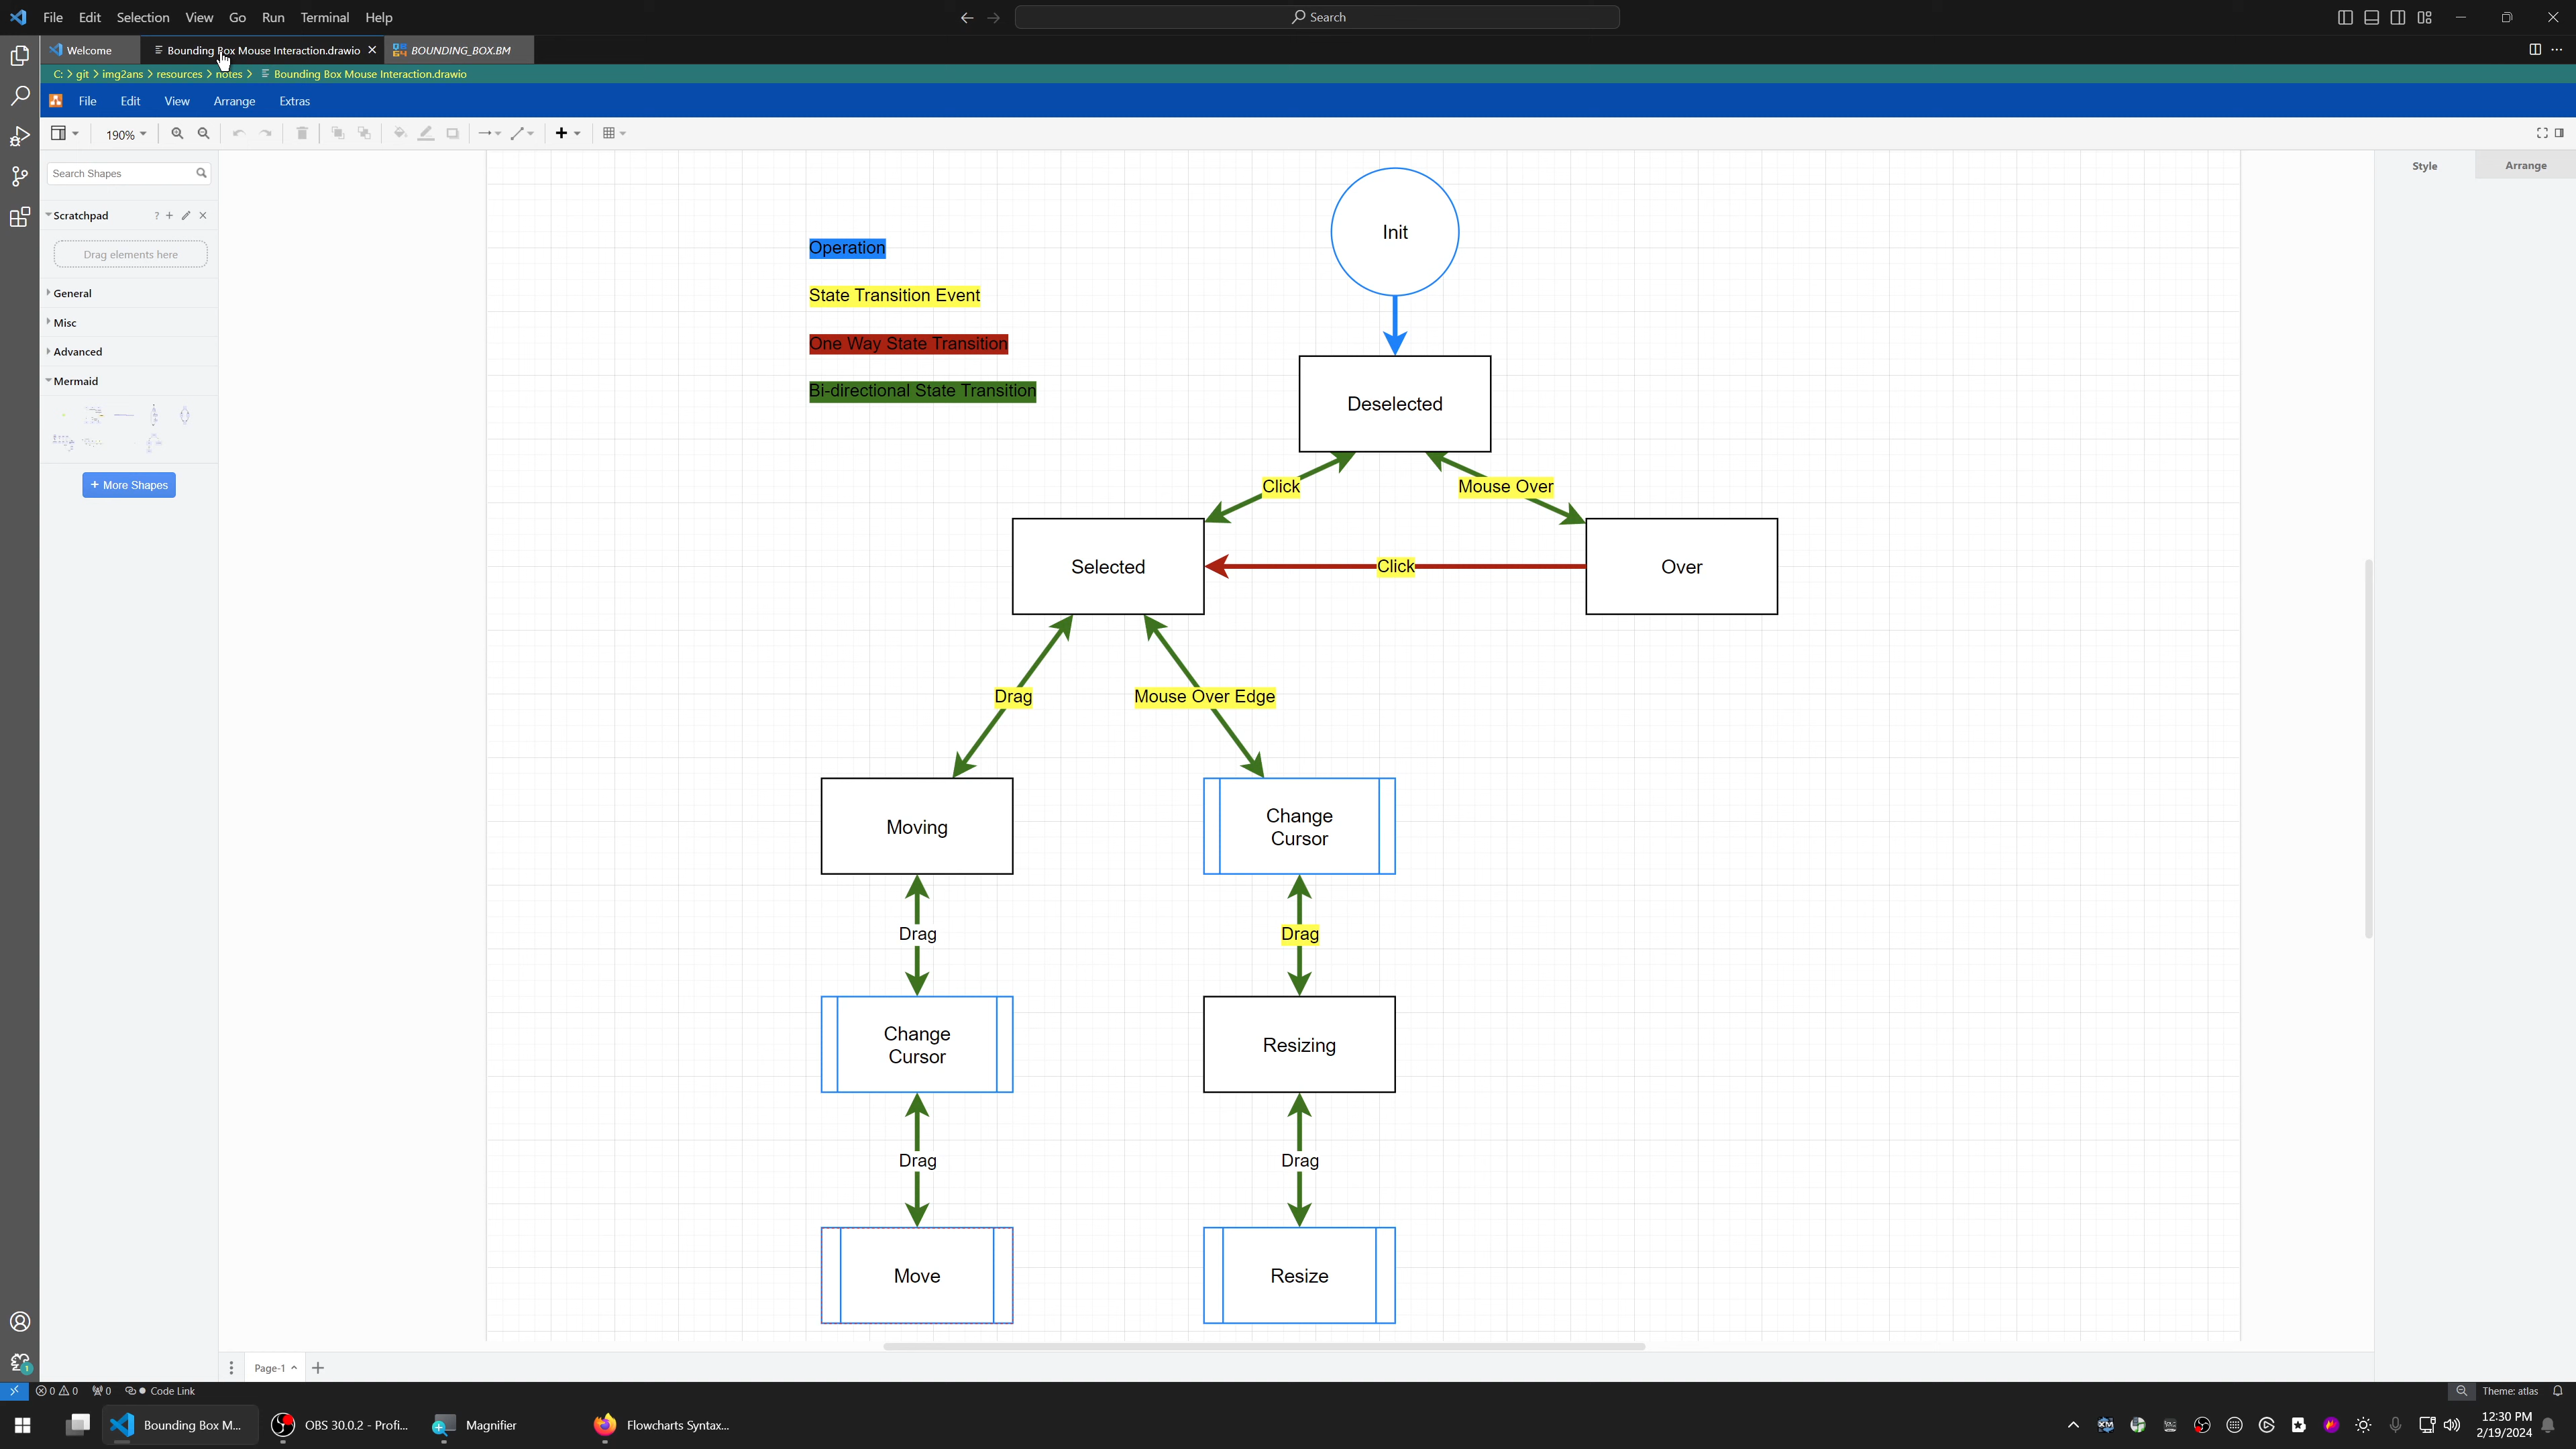 File Edit Selection View Go Run Terminal Help
Search
Welcome
Bounding Box Mouse Interaction.drawio
BOUNDING_BOX.BM
C: > git > img2ans > resources > notes > Bounding Box Mouse Interaction.drawio
File Edit View Arrange Extras
190%
Search Shapes
Style
Arrange
Scratchpad
?
Drag elements here
General
Misc
Advanced
Mermaid
+ More Shapes
Operation
State Transition Event
One Way State Transition
Bi-directional State Transition
Init
Deselected
Click
Mouse Over
Selected
Click
Over
Drag
Mouse Over Edge
Moving
Change
Cursor
Drag
Drag
Change
Cursor
Resizing
Drag
Drag
Move
Resize
Page-1
0 0 0 Code Link
Theme: atlas
1
Bounding Box M...
OBS 30.0.2 - Profi...
Magnifier
Flowcharts Syntax...
12:30 PM
2/19/2024